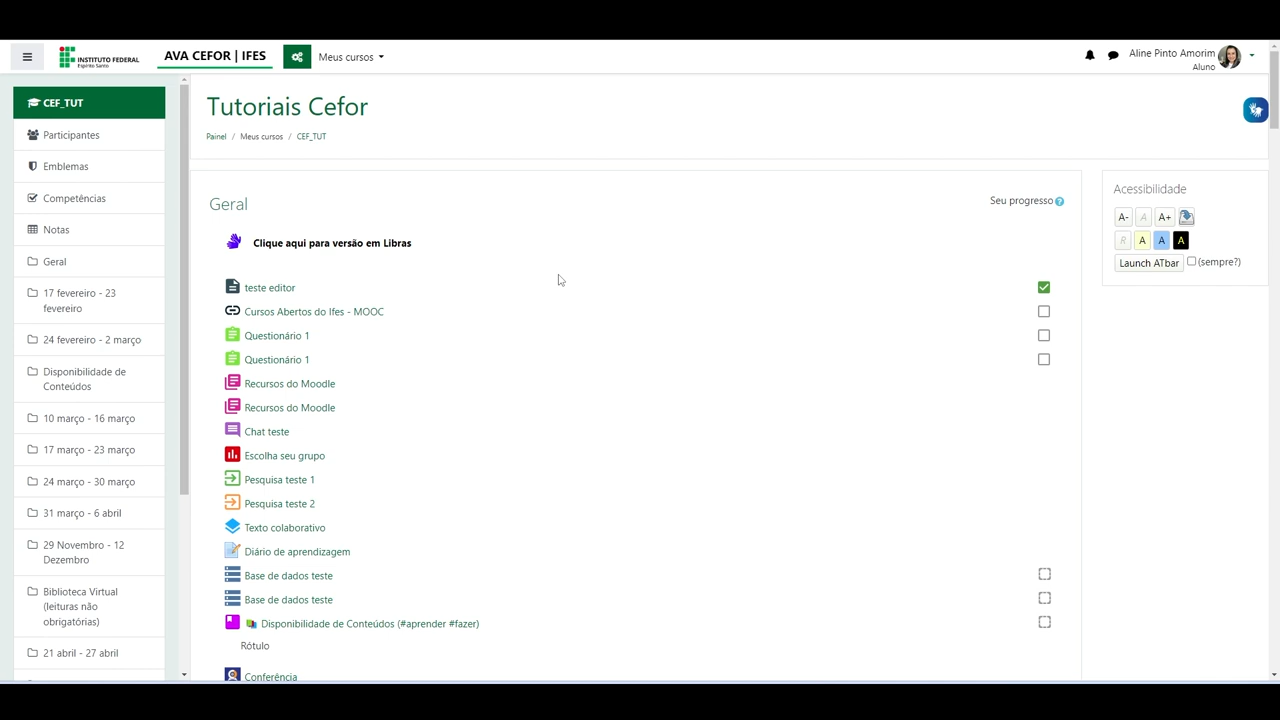 INSTITUTO FEDERAL
Espírito Santo
AVA CEFOR | IFES
Meus cursos
Aline Pinto Amorim
Aluno
CEF_TUT
Participantes
Emblemas
Competências
Notas
Geral
17 fevereiro - 23
fevereiro
24 fevereiro - 2 março
Disponibilidade de
Conteúdos
10 março - 16 março
17 março - 23 março
24 março - 30 março
31 março - 6 abril
29 Novembro - 12
Dezembro
Biblioteca Virtual
(leituras não
obrigatórias)
21 abril - 27 abril
Tutoriais Cefor
Painel / Meus cursos / CEF_TUT
Geral
Seu progresso
Clique aqui para versão em Libras
teste editor
Cursos Abertos do Ifes - MOOC
Questionário 1
Questionário 1
Recursos do Moodle
Recursos do Moodle
Chat teste
Escolha seu grupo
Pesquisa teste 1
Pesquisa teste 2
Texto colaborativo
Diário de aprendizagem
Base de dados teste
Base de dados teste
Disponibilidade de Conteúdos (#aprender #fazer)
Rótulo
Conferência
Acessibilidade
A- A A+
R A A A
Launch ATbar (sempre?)